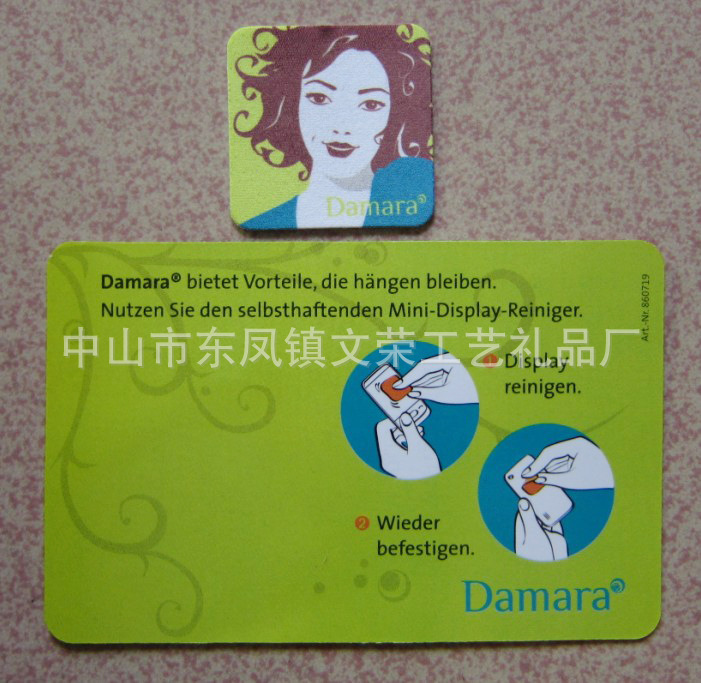 Damara®
Damara® bietet Vorteile, die hängen bleiben.
Nutzen Sie den selbsthaftenden Mini-Display-Reiniger.
Art.-Nr. 860719
中山市东凤镇文荣工艺礼品厂
1 Display
reinigen.
2 Wieder
befestigen.
Damara®